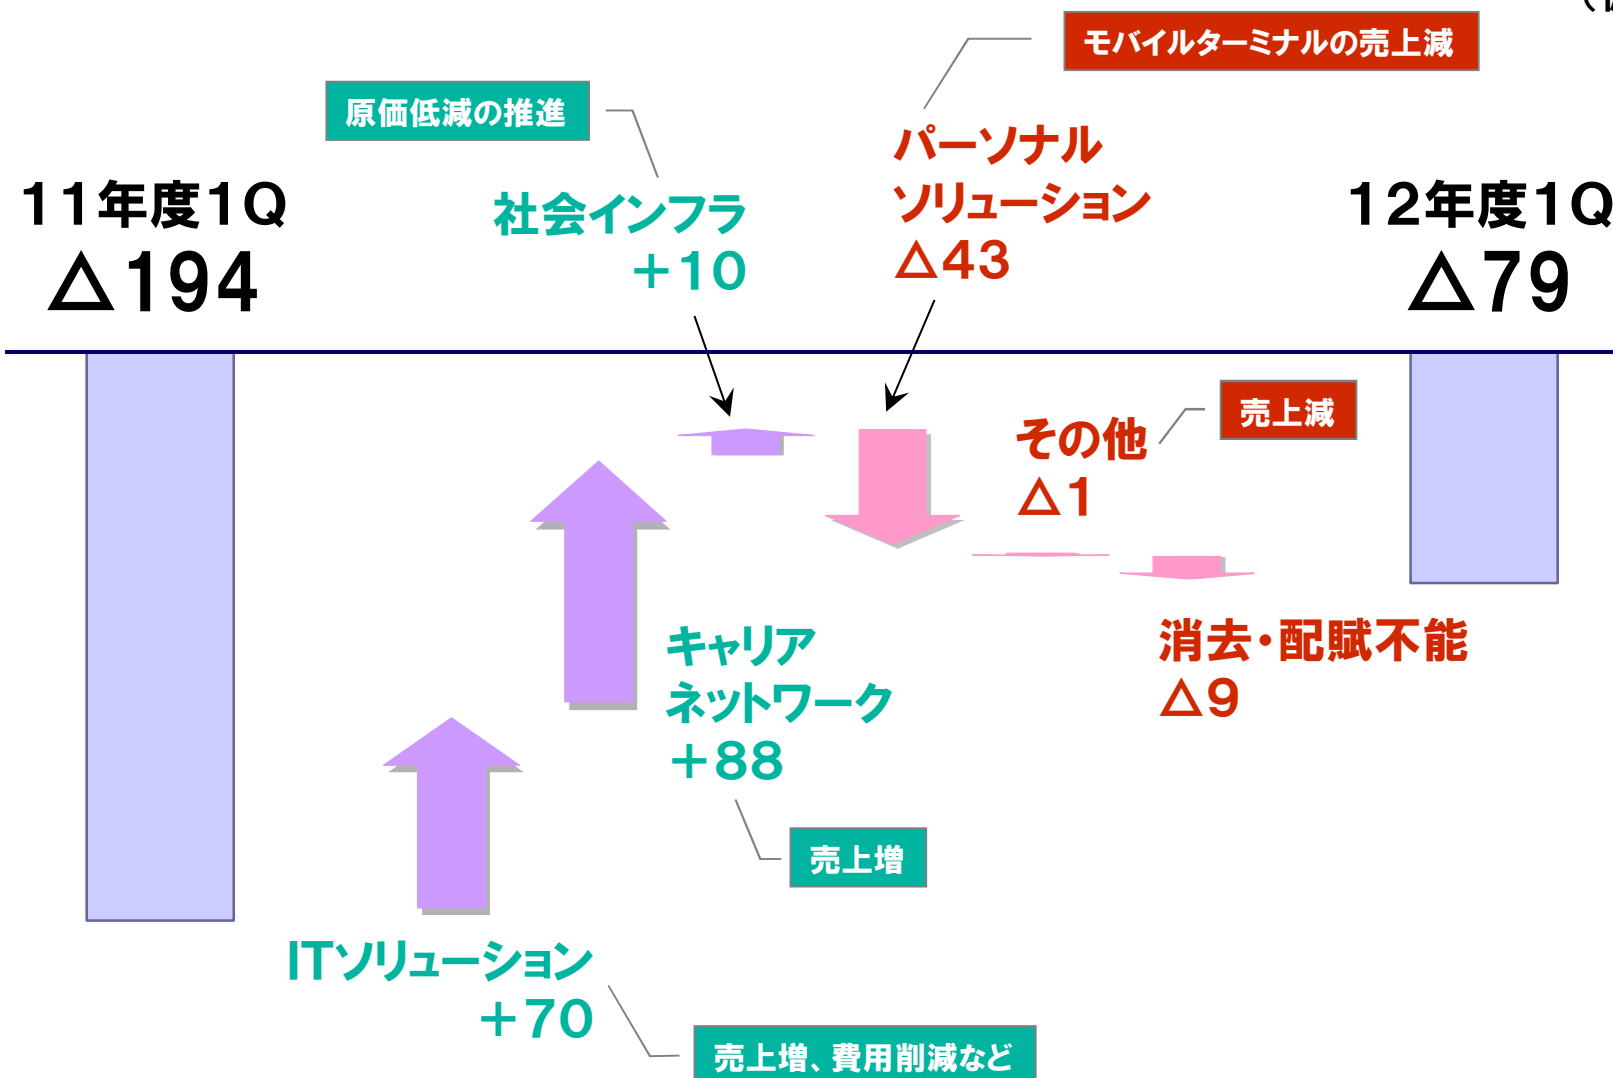 モバイルターミナルの売上減
原価低減の推進
パーソナル
ソリューション
△43
11年度1Q
△194
社会インフラ
+10
12年度1Q
△79
売上減
その他
△1
キャリア
ネットワーク
+88
消去・配賦不能
△9
売上増
ITソリューション
+70
売上増、費用削減など